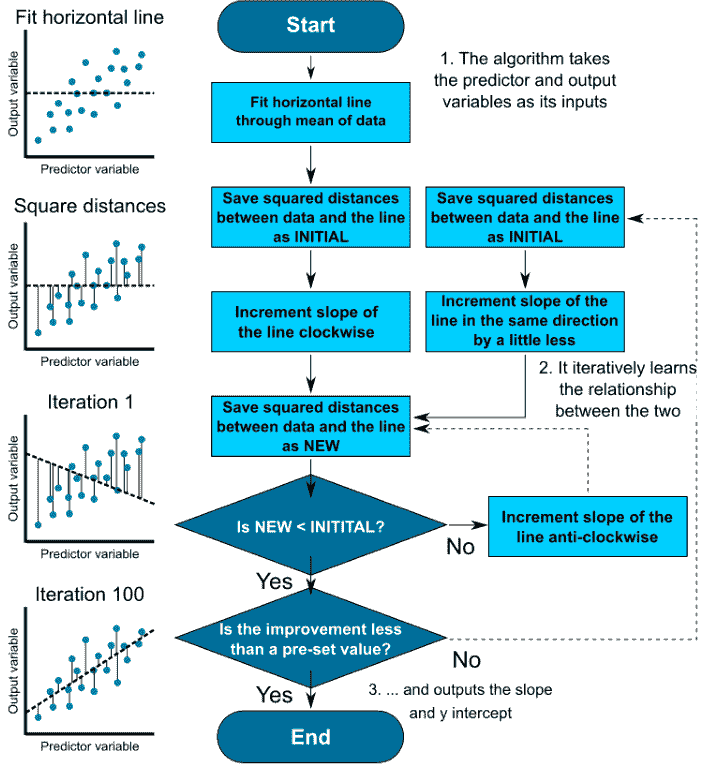 Fit horizontal line
Output variable
Predictor variable
Square distances
Output variable
Predictor variable
Iteration 1
Output variable
Predictor variable
Iteration 100
Output variable
Predictor variable
Start
1. The algorithm takes
the predictor and output
variables as its inputs
Fit horizontal line
through mean of data
Save squared distances
between data and the line
as INITIAL
Save squared distances
between data and the line
as INITIAL
Increment slope of
the line clockwise
Increment slope of the
line in the same direction
by a little less
2. It iteratively learns
the relationship
between the two
Save squared distances
between data and the line
as NEW
Is NEW < INITITAL?
No
Increment slope of the
line anti-clockwise
Yes
Is the improvement less
than a pre-set value?
No
Yes
3. ... and outputs the slope
and y intercept
End